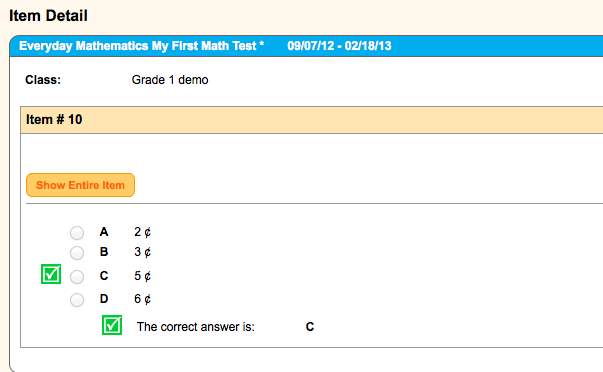 Item Detail
Everyday Mathematics My First Math Test * 09/07/12 - 02/18/13
Class: Grade 1 demo
Item # 10
Show Entire Item
A 2 ¢
B 3 ¢
C 5 ¢
D 6 ¢
The correct answer is: C